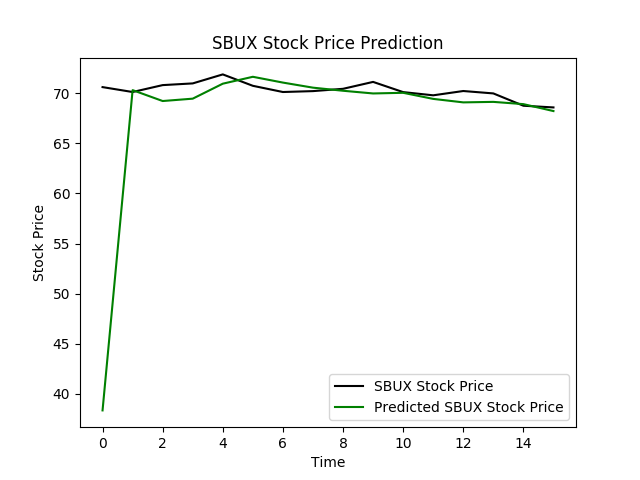 SBUX Stock Price Prediction
Stock Price
70
65
60
55
50
45
40
SBUX Stock Price
Predicted SBUX Stock Price
0 2 4 6 8 10 12 14
Time